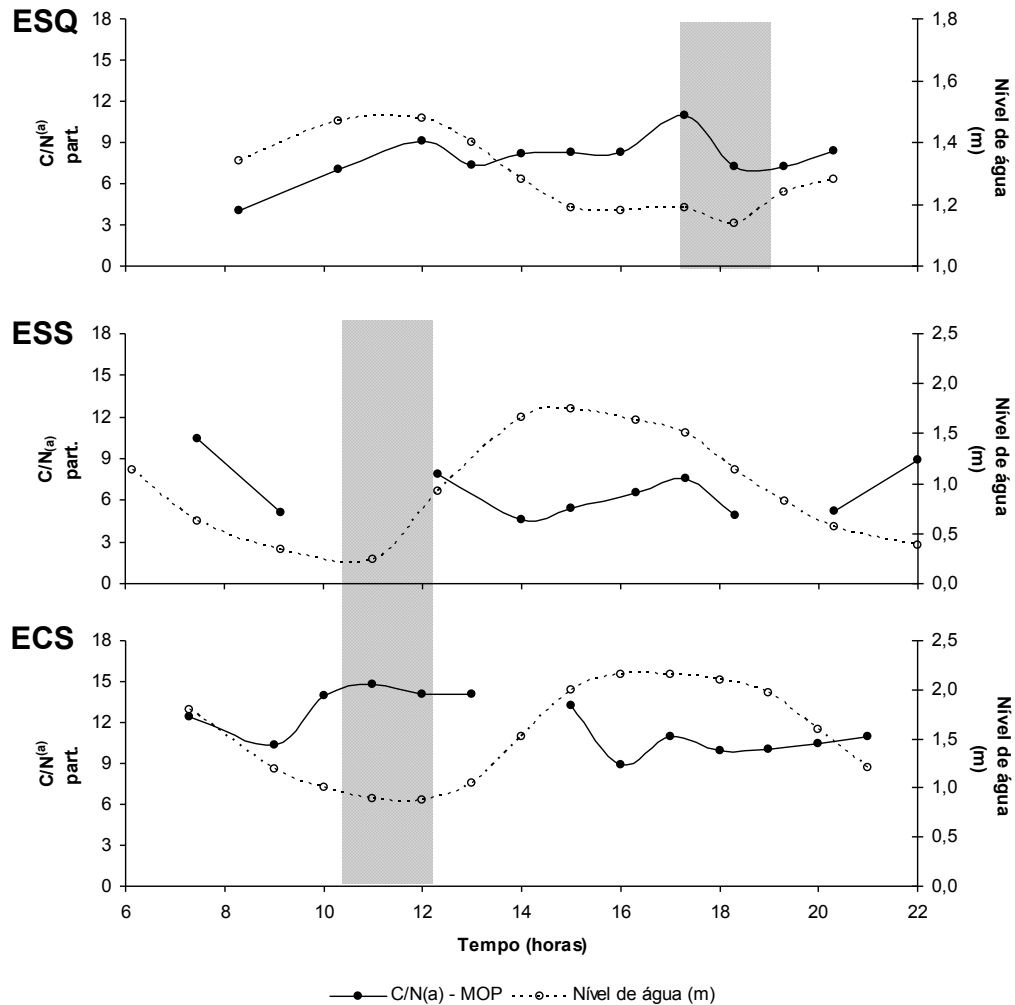 ESQ
C/N(a)
part.
18
15
12
9
6
3
0
1,8
1,6
1,4
1,2
1,0
Nível de água
(m)
ESS
C/N(a)
part.
18
15
12
9
6
3
0
2,5
2,0
1,5
1,0
0,5
0,0
Nível de água
(m)
ECS
C/N(a)
part.
18
15
12
9
6
3
0
2,5
2,0
1,5
1,0
0,5
0,0
Nível de água
(m)
6 8 10 12 14 16 18 20 22
Tempo (horas)
C/N(a) - MOP Nível de água (m)